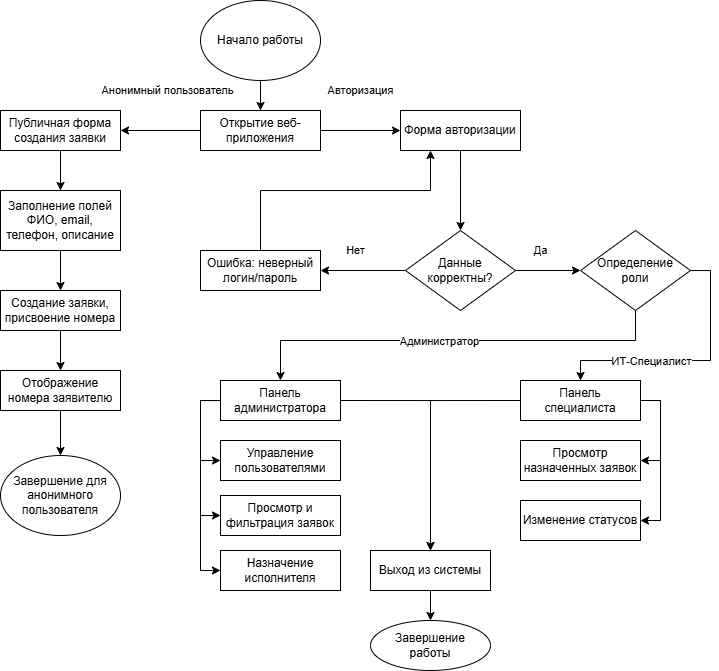 Начало работы
Анонимный пользователь
Авторизация
Публичная форма
создания заявки
Открытие веб-
приложения
Форма авторизации
Заполнение полей
ФИО, email,
телефон, описание
Ошибка: неверный
логин/пароль
Нет
Данные
корректны?
Да
Определение
роли
Создание заявки,
присвоение номера
Администратор
ИТ-Специалист
Отображение
номера заявителю
Панель
администратора
Панель
специалиста
Управление
пользователями
Просмотр
назначенных заявок
Завершение для
анонимного
пользователя
Просмотр и
фильтрация заявок
Изменение статусов
Назначение
исполнителя
Выход из системы
Завершение
работы